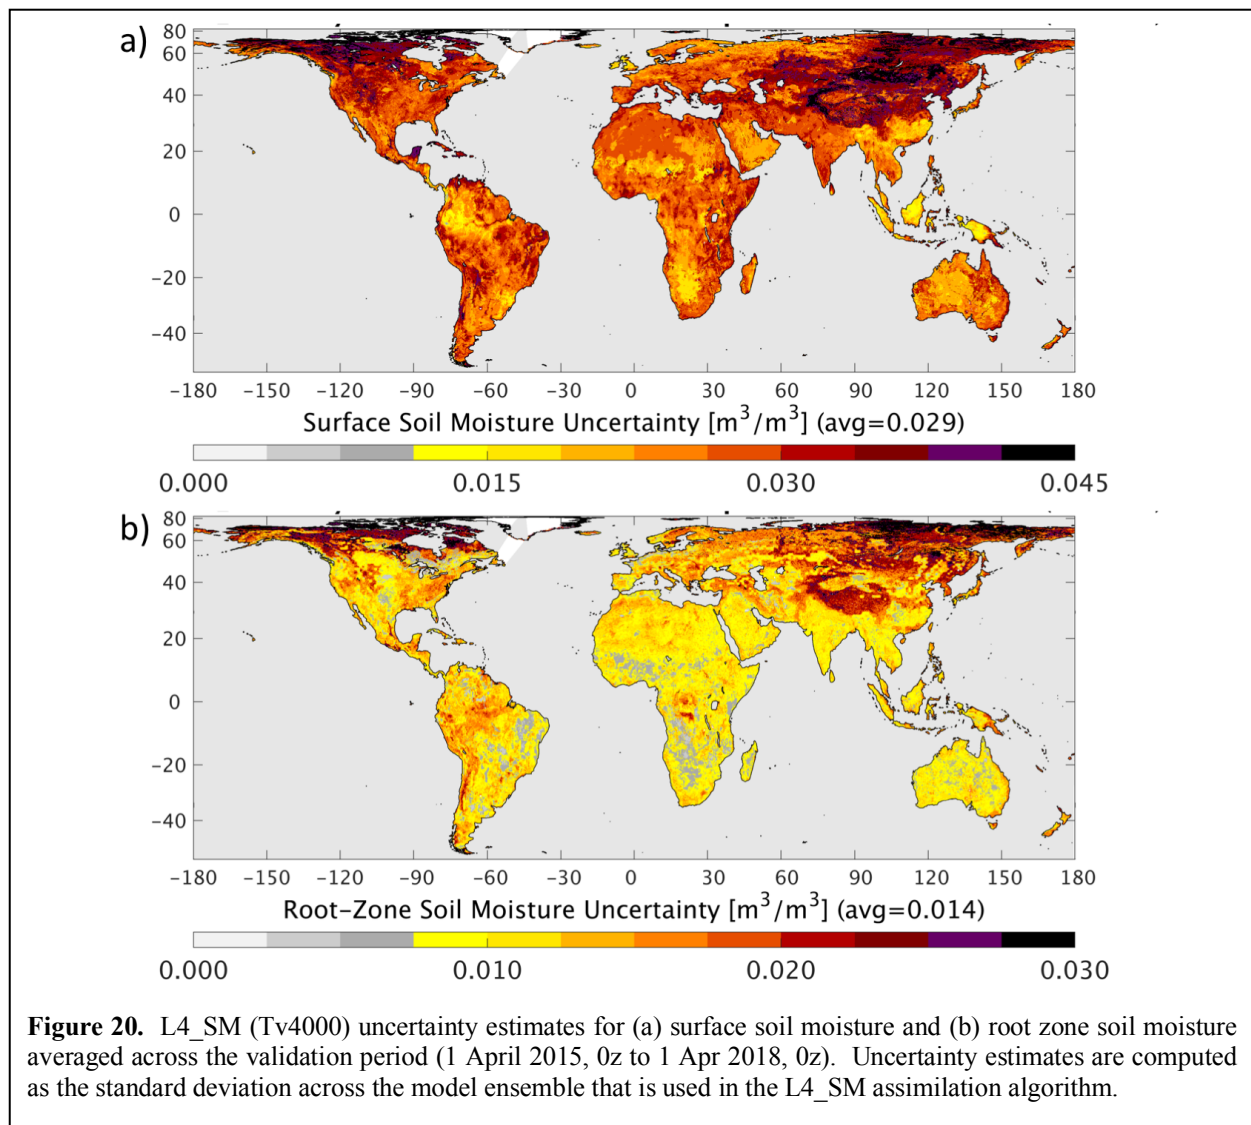 a)
80
60
40
20
0
−20
−40
−180 −150 −120 −90 −60 −30 0 30 60 90 120 150 180
Surface Soil Moisture Uncertainty [m³/m³] (avg=0.029)
0.000 0.015 0.030 0.045
b)
80
60
40
20
0
−20
−40
−180 −150 −120 −90 −60 −30 0 30 60 90 120 150 180
Root−Zone Soil Moisture Uncertainty [m³/m³] (avg=0.014)
0.000 0.010 0.020 0.030
Figure 20. L4_SM (Tv4000) uncertainty estimates for (a) surface soil moisture and (b) root zone soil moisture
averaged across the validation period (1 April 2015, 0z to 1 Apr 2018, 0z). Uncertainty estimates are computed
as the standard deviation across the model ensemble that is used in the L4_SM assimilation algorithm.